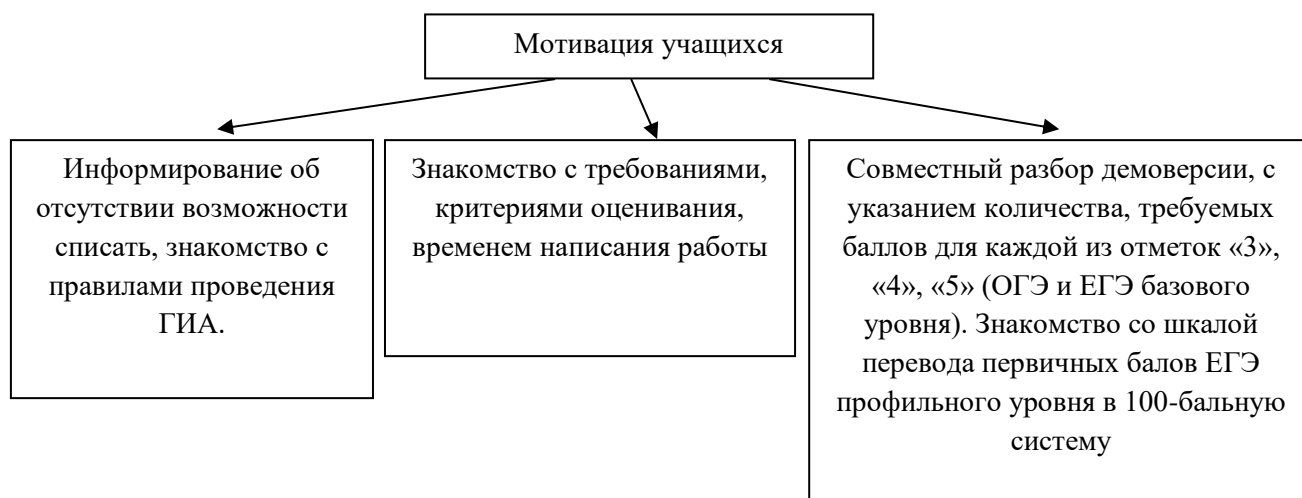 Мотивация учащихся
Информирование об
отсутствии возможности
списать, знакомство с
правилами проведения
ГИА.
Знакомство с требованиями,
критериями оценивания,
временем написания работы
Совместный разбор демоверсии, с
указанием количества, требуемых
баллов для каждой из отметок «3»,
«4», «5» (ОГЭ и ЕГЭ базового
уровня). Знакомство со шкалой
перевода первичных балов ЕГЭ
профильного уровня в 100-бальную
систему